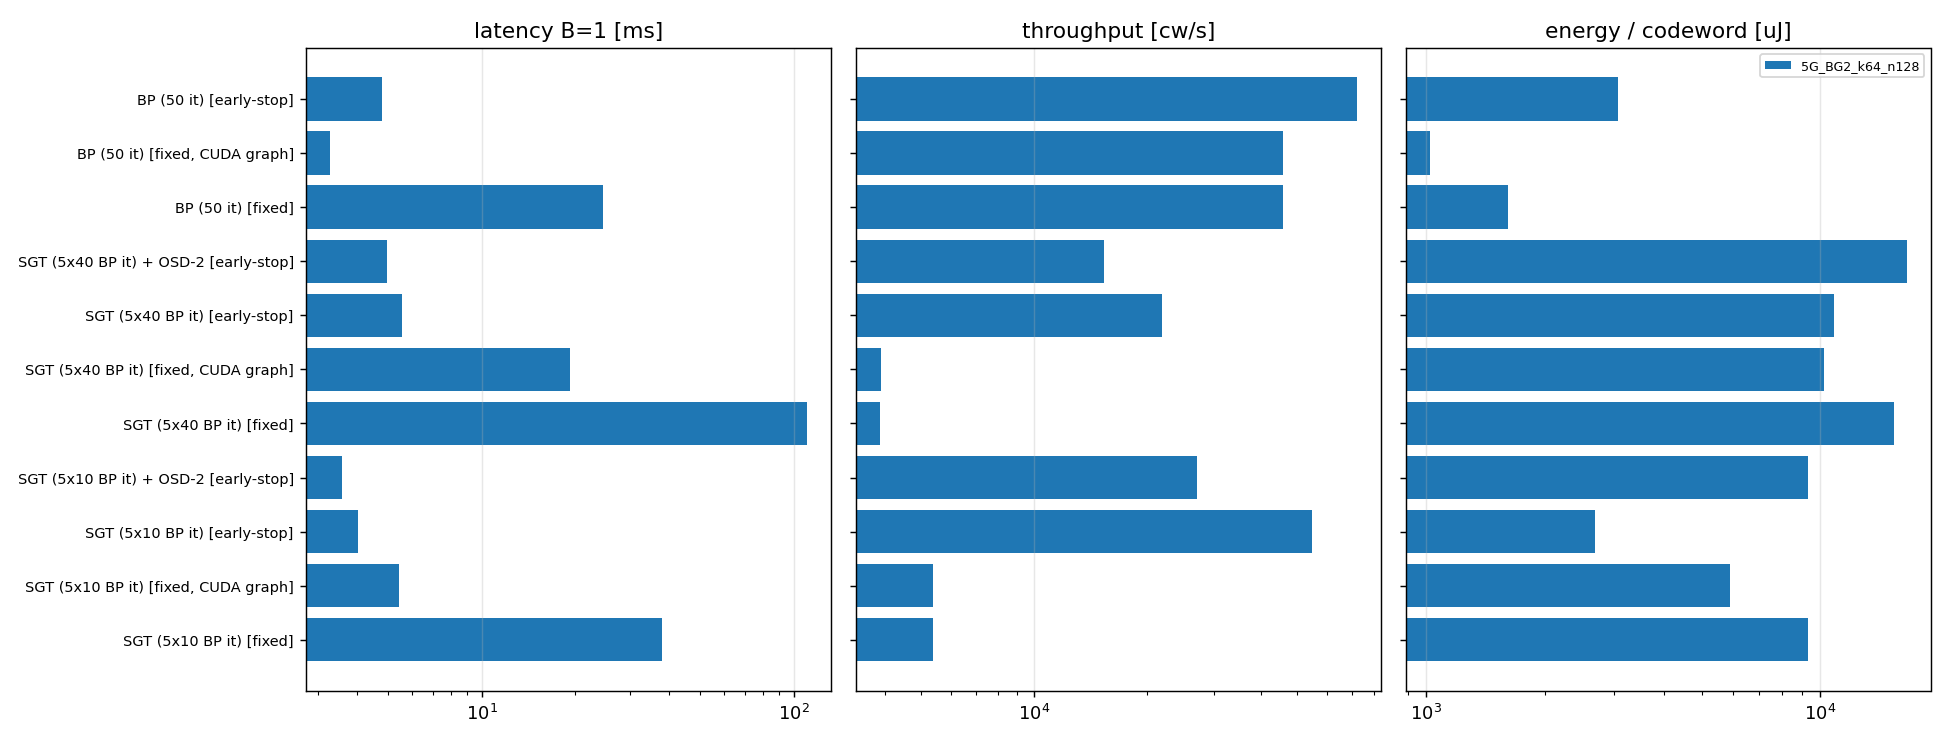 latency B=1 [ms]
throughput [cw/s]
energy / codeword [uJ]
5G_BG2_k64_n128
BP (50 it) [early-stop]
BP (50 it) [fixed, CUDA graph]
BP (50 it) [fixed]
SGT (5x40 BP it) + OSD-2 [early-stop]
SGT (5x40 BP it) [early-stop]
SGT (5x40 BP it) [fixed, CUDA graph]
SGT (5x40 BP it) [fixed]
SGT (5x10 BP it) + OSD-2 [early-stop]
SGT (5x10 BP it) [early-stop]
SGT (5x10 BP it) [fixed, CUDA graph]
SGT (5x10 BP it) [fixed]
10¹ 10²
10⁴
10³ 10⁴